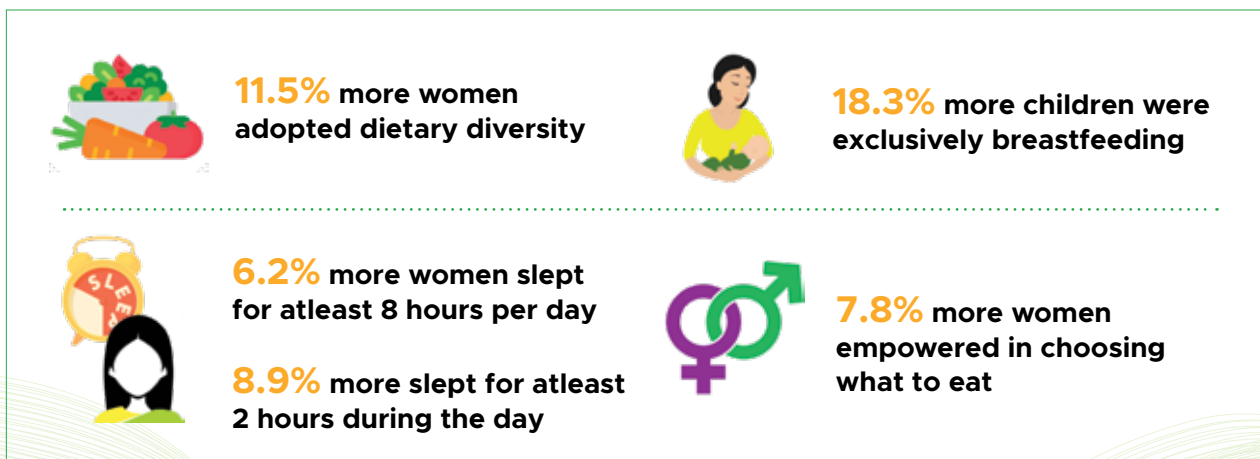 11.5% more women
adopted dietary diversity
18.3% more children were
exclusively breastfeeding
SLEEP
6.2% more women slept
for atleast 8 hours per day
8.9% more slept for atleast
2 hours during the day
7.8% more women
empowered in choosing
what to eat